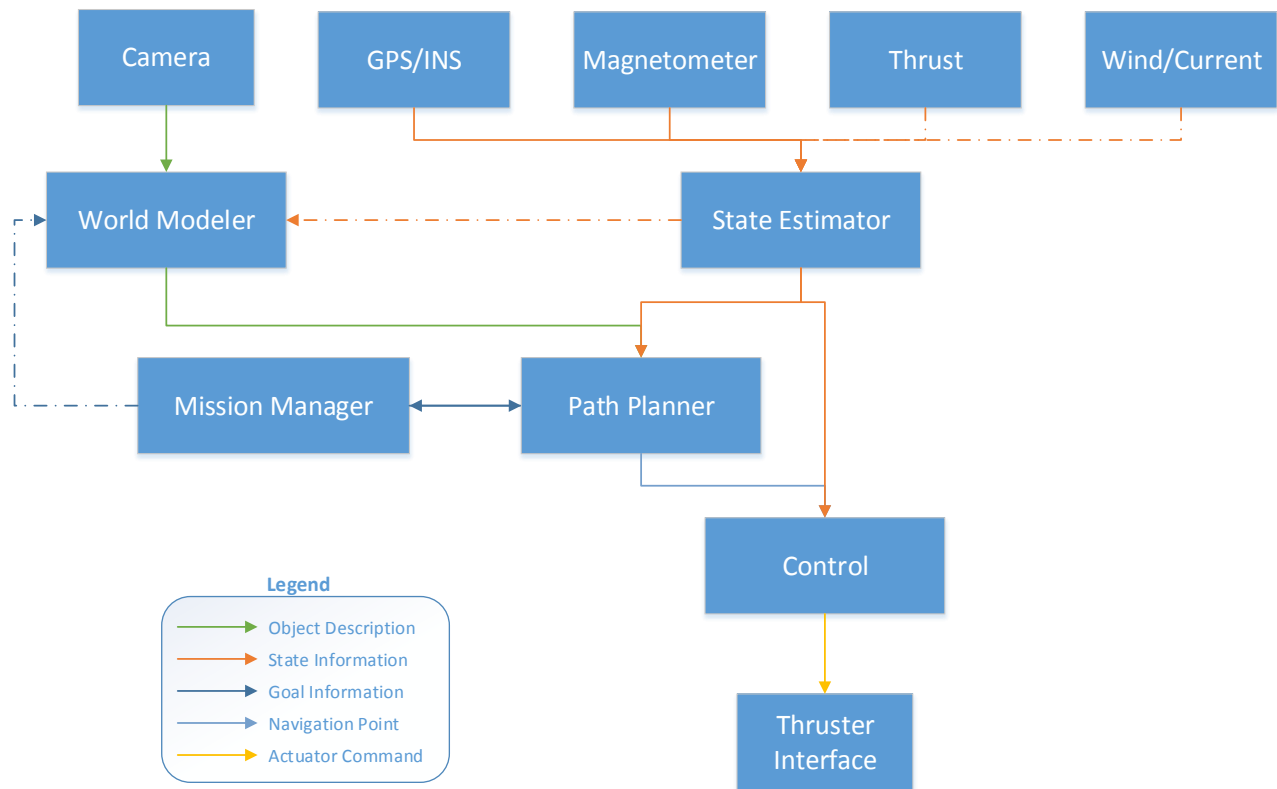 Camera
GPS/INS
Magnetometer
Thrust
Wind/Current
World Modeler
State Estimator
Mission Manager
Path Planner
Control
Thruster
Interface
Legend
Object Description
State Information
Goal Information
Navigation Point
Actuator Command